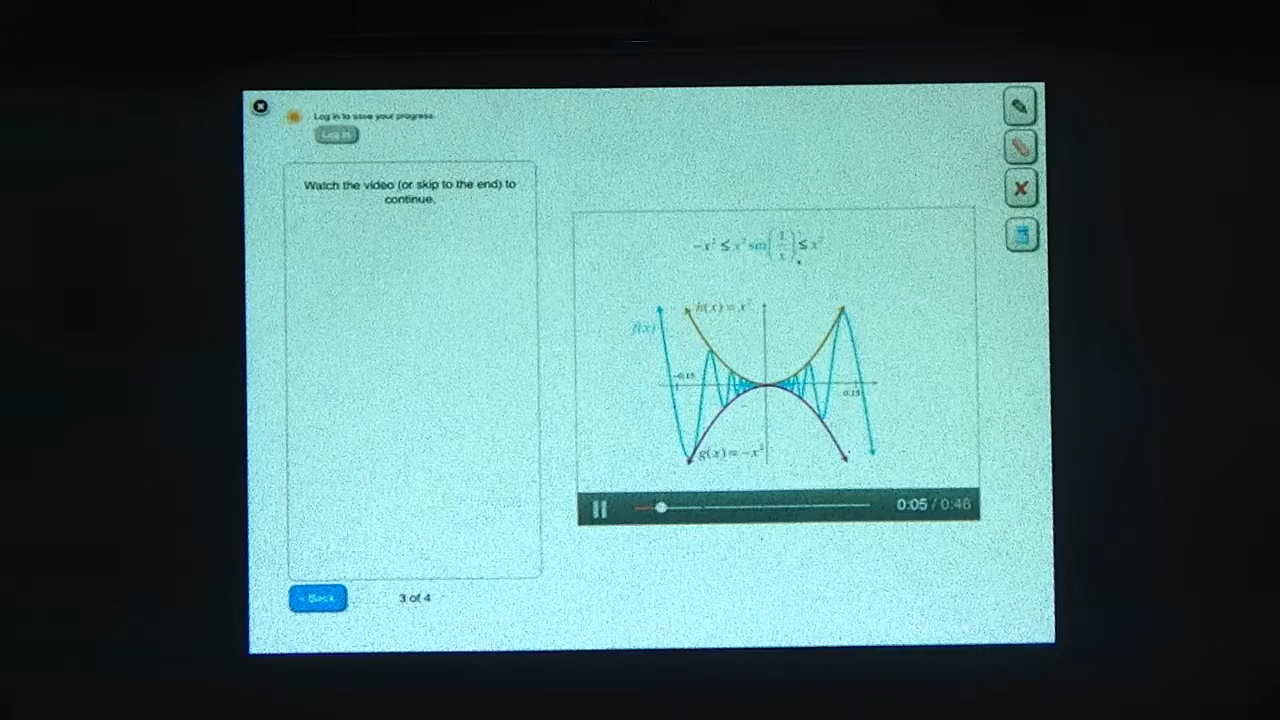 Log in to save your progress.
Log in
Watch the video (or skip to the end) to
continue.
-x² ≤ x² sin(1/x) ≤ x²
h(x) = x²
f(x)
-0.15
0.15
g(x) = -x²
0:05 / 0:46
< Back
3 of 4